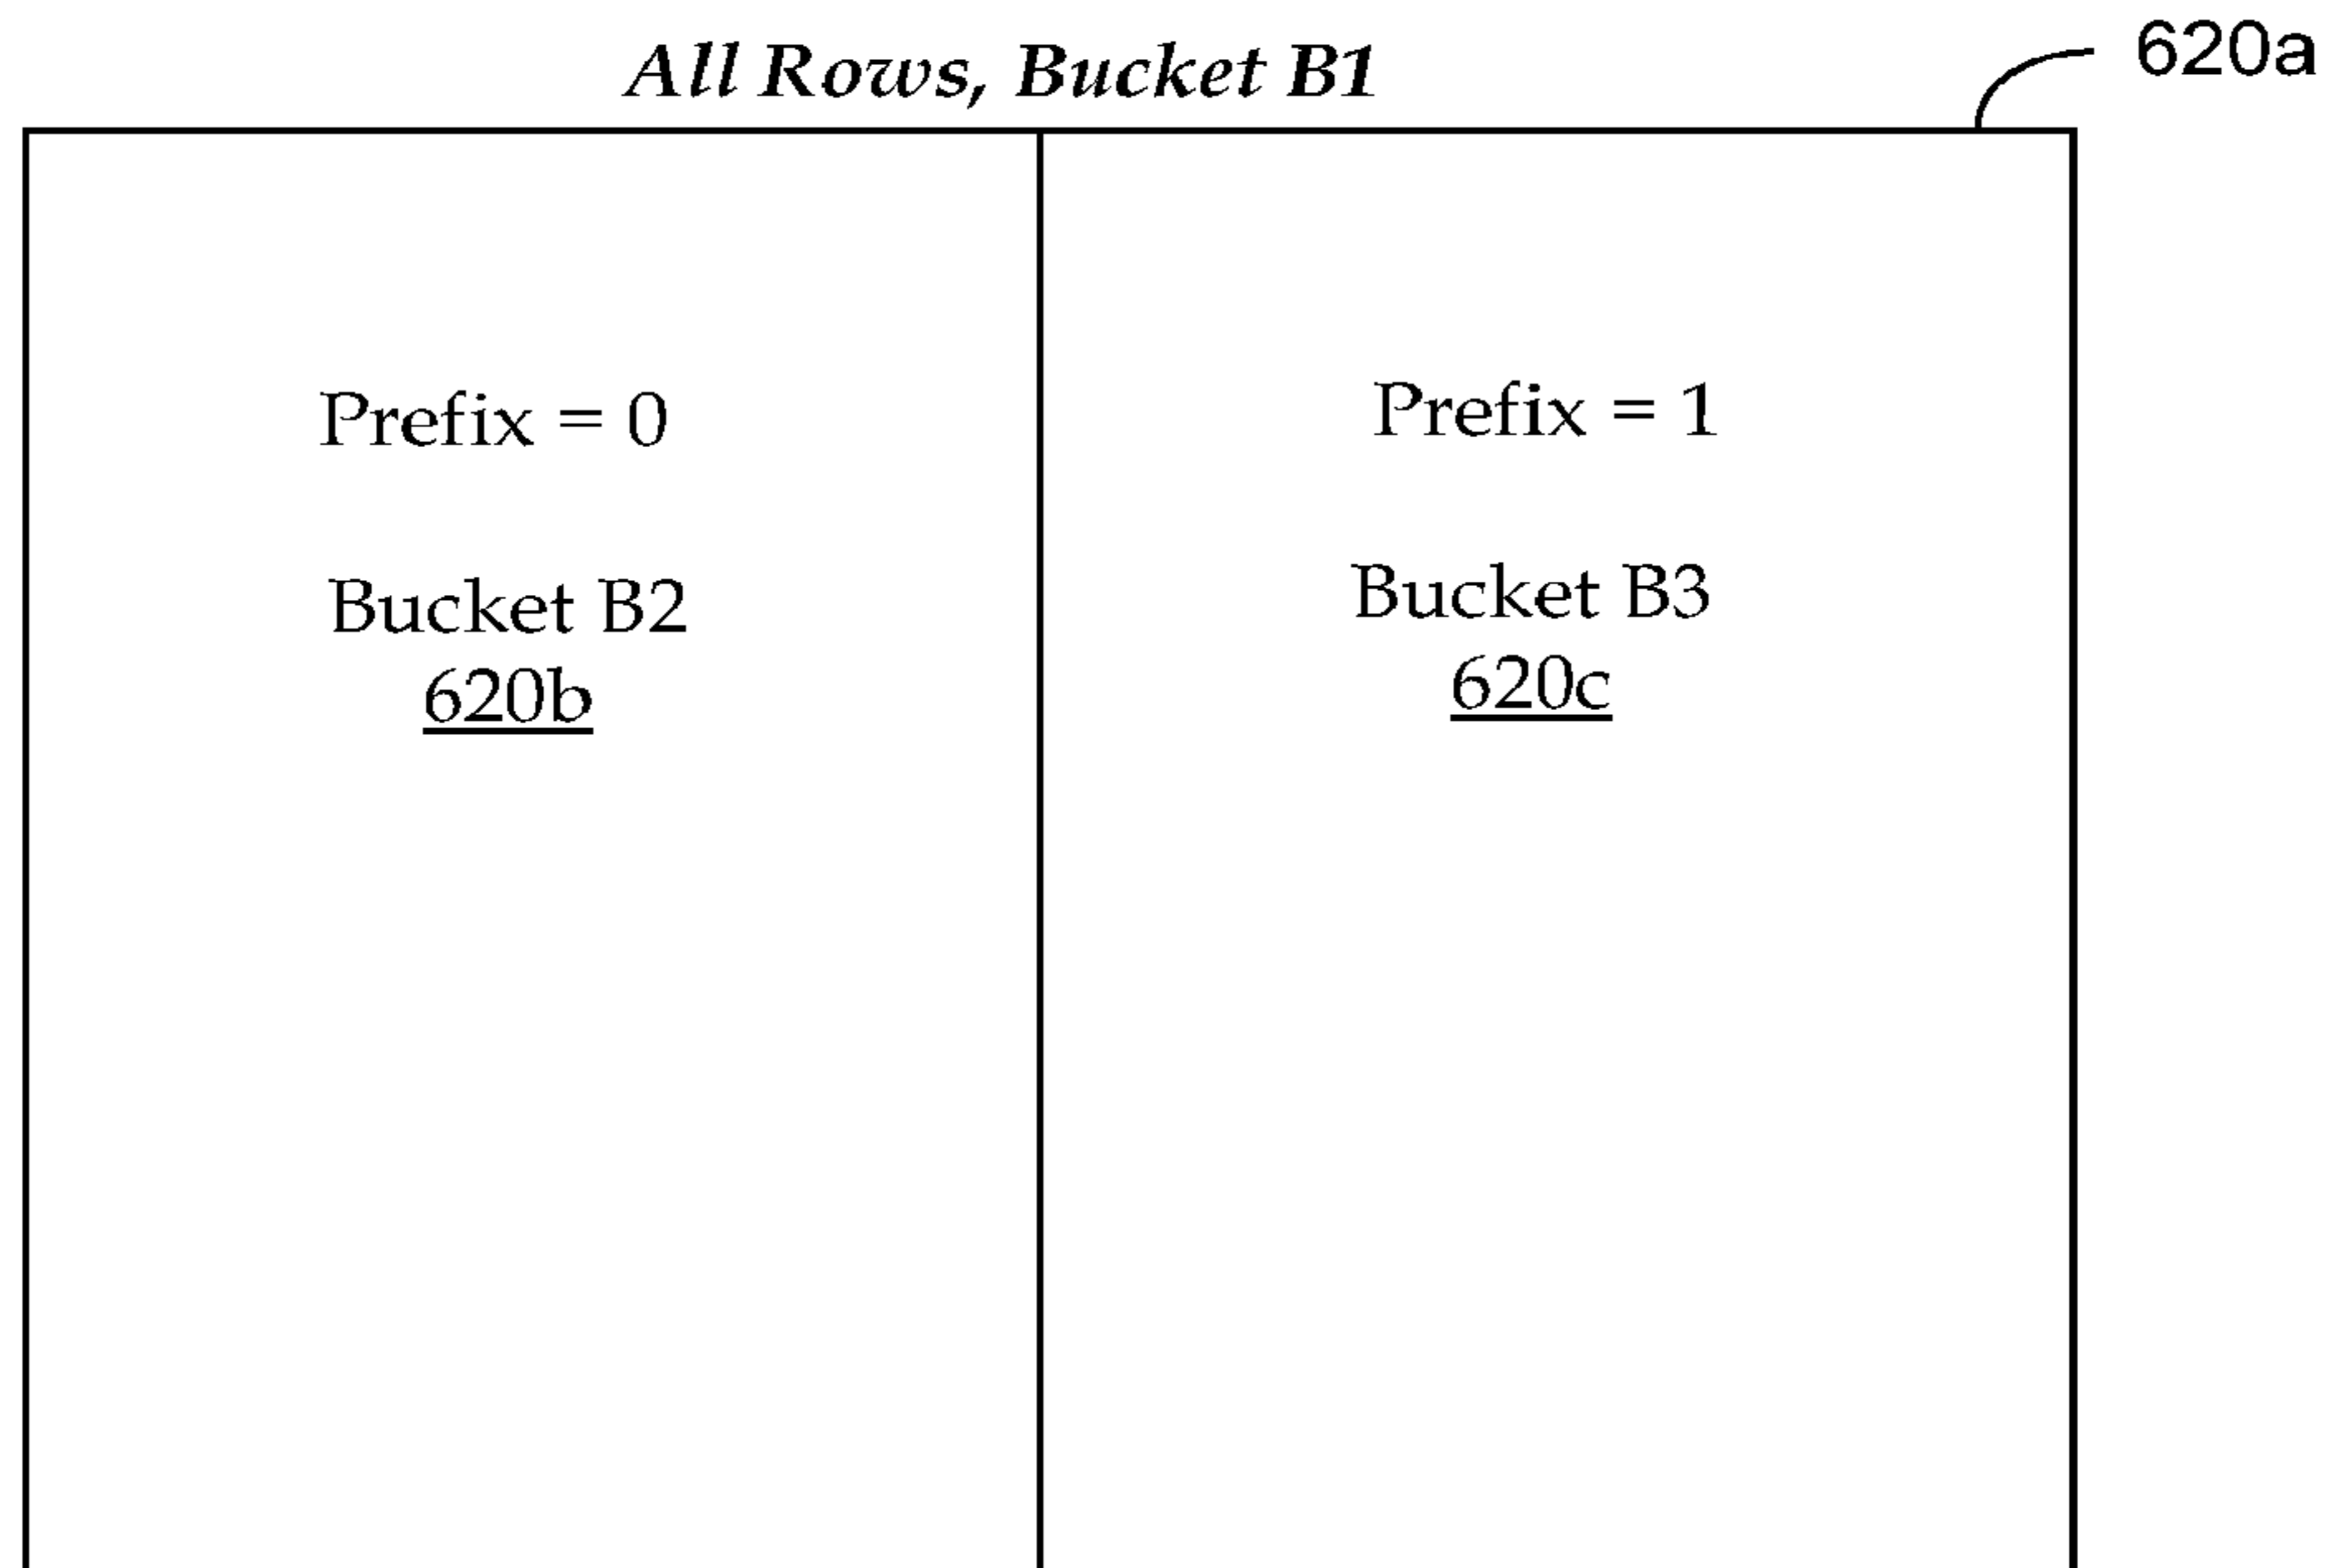 All Rows, Bucket B1
620a
Prefix = 0
Bucket B2
620b
Prefix = 1
Bucket B3
620c